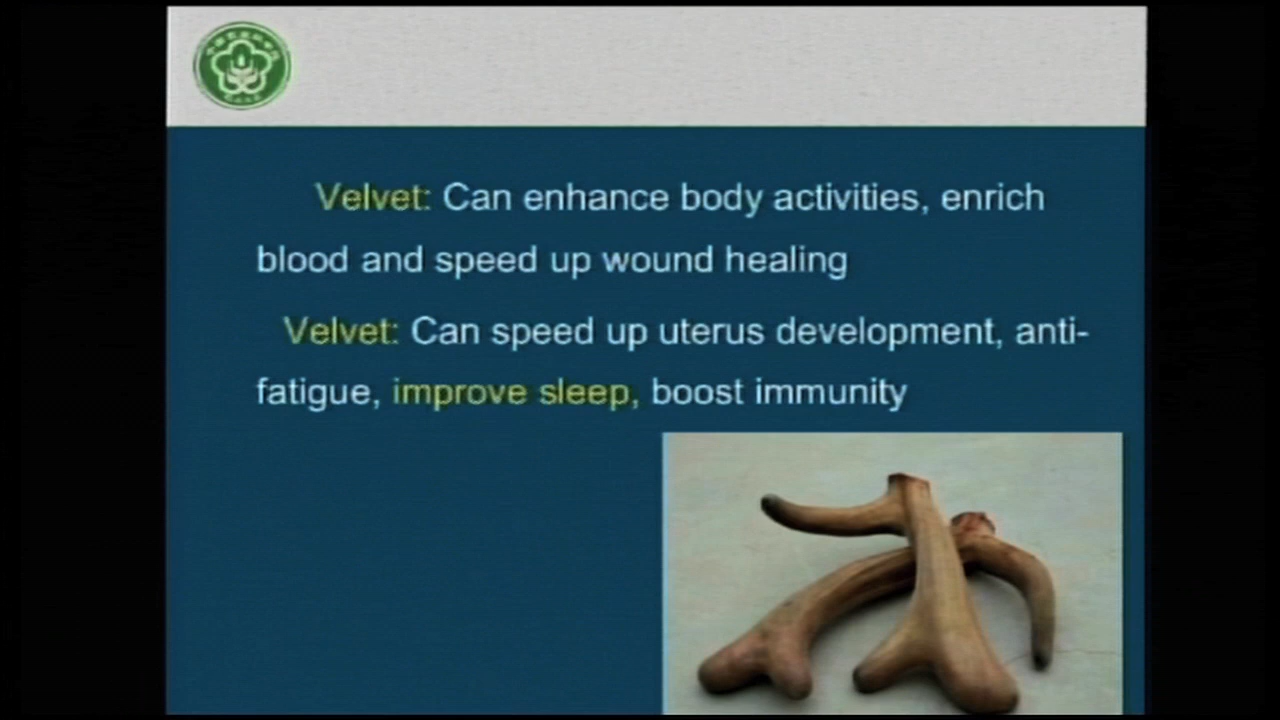 Velvet: Can enhance body activities, enrich
blood and speed up wound healing
Velvet: Can speed up uterus development, anti-
fatigue, improve sleep, boost immunity